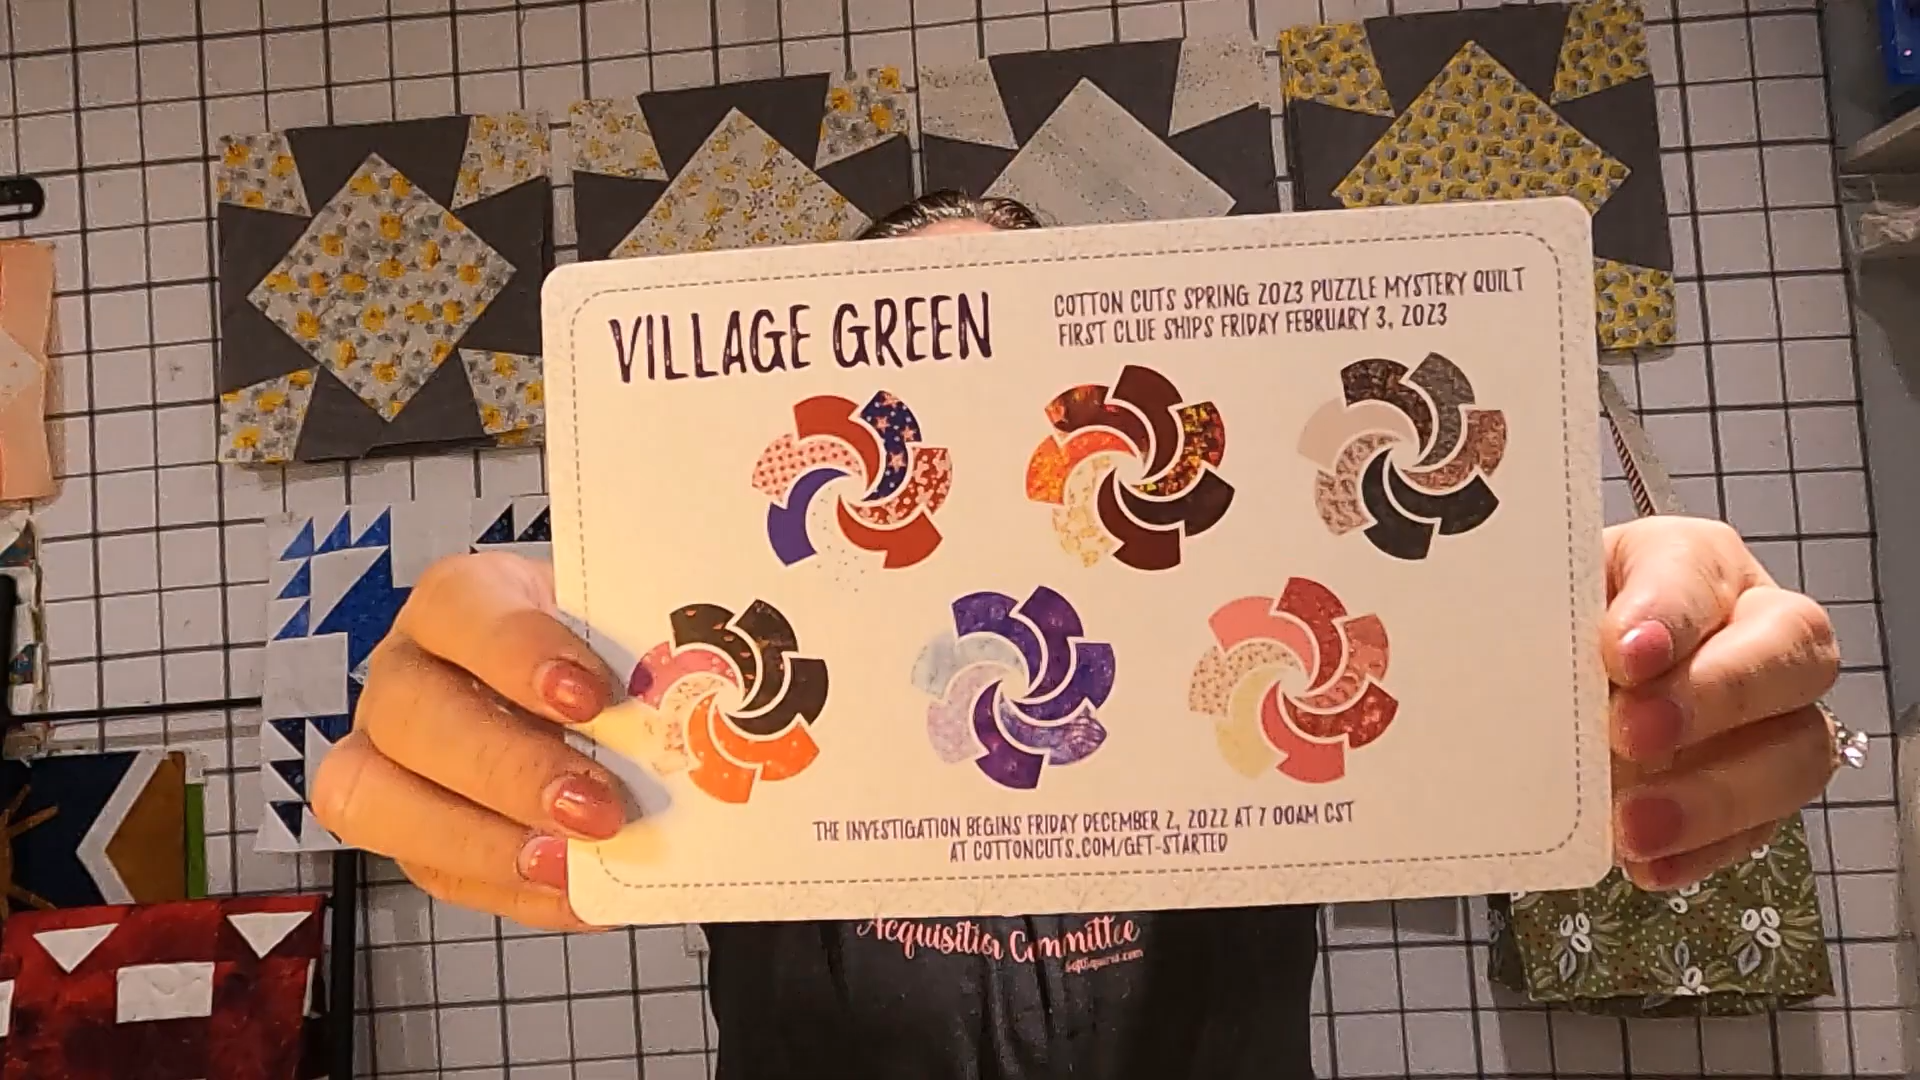 VILLAGE GREEN
COTTON CUTS SPRING 2023 PUZZLE MYSTERY QUILT
FIRST CLUE SHIPS FRIDAY FEBRUARY 3, 2023
THE INVESTIGATION BEGINS FRIDAY DECEMBER 2, 2022 AT 7 00AM CST
AT COTTONCUTS.COM/GET-STARTED
Acquisition Committee